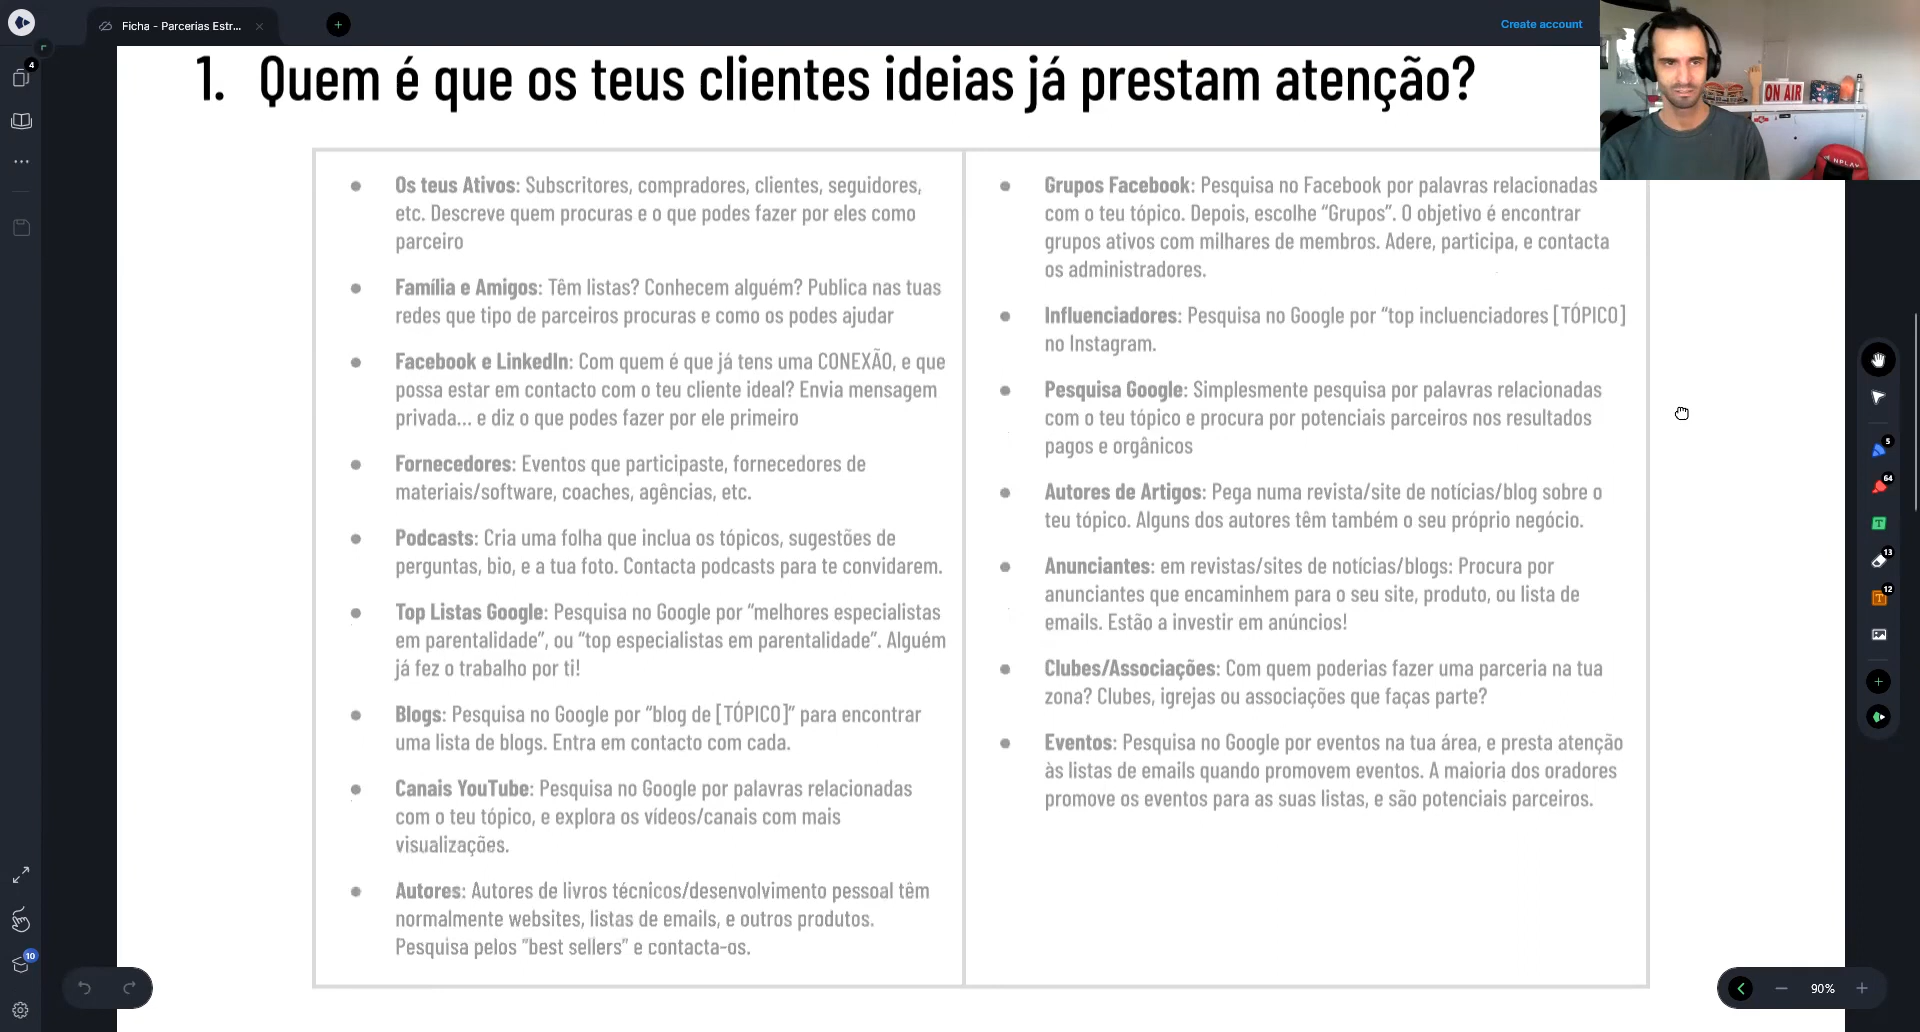 Ficha - Parcerias Estr...
Create account
4
1. Quem é que os teus clientes ideias já prestam atenção?
ON AIR
NPLAY
Os teus Ativos: Subscritores, compradores, clientes, seguidores,
etc. Descreve quem procuras e o que podes fazer por eles como
parceiro
Família e Amigos: Têm listas? Conhecem alguém? Publica nas tuas
redes que tipo de parceiros procuras e como os podes ajudar
Facebook e LinkedIn: Com quem é que já tens uma CONEXÃO, e que
possa estar em contacto com o teu cliente ideal? Envia mensagem
privada... e diz o que podes fazer por ele primeiro
Fornecedores: Eventos que participaste, fornecedores de
materiais/software, coaches, agências, etc.
Podcasts: Cria uma folha que inclua os tópicos, sugestões de
perguntas, bio, e a tua foto. Contacta podcasts para te convidarem.
Top Listas Google: Pesquisa no Google por “melhores especialistas
em parentalidade”, ou “top especialistas em parentalidade”. Alguém
já fez o trabalho por ti!
Blogs: Pesquisa no Google por “blog de [TÓPICO]” para encontrar
uma lista de blogs. Entra em contacto com cada.
Canais YouTube: Pesquisa no Google por palavras relacionadas
com o teu tópico, e explora os vídeos/canais com mais
visualizações.
Autores: Autores de livros técnicos/desenvolvimento pessoal têm
normalmente websites, listas de emails, e outros produtos.
Pesquisa pelos ”best sellers” e contacta-os.
Grupos Facebook: Pesquisa no Facebook por palavras relacionadas
com o teu tópico. Depois, escolhe “Grupos”. O objetivo é encontrar
grupos ativos com milhares de membros. Adere, participa, e contacta
os administradores.
Influenciadores: Pesquisa no Google por “top incluenciadores [TÓPICO]
no Instagram.
Pesquisa Google: Simplesmente pesquisa por palavras relacionadas
com o teu tópico e procura por potenciais parceiros nos resultados
pagos e orgânicos
Autores de Artigos: Pega numa revista/site de notícias/blog sobre o
teu tópico. Alguns dos autores têm também o seu próprio negócio.
Anunciantes: em revistas/sites de notícias/blogs: Procura por
anunciantes que encaminhem para o seu site, produto, ou lista de
emails. Estão a investir em anúncios!
Clubes/Associações: Com quem poderias fazer uma parceria na tua
zona? Clubes, igrejas ou associações que faças parte?
Eventos: Pesquisa no Google por eventos na tua área, e presta atenção
às listas de emails quando promovem eventos. A maioria dos oradores
promove os eventos para as suas listas, e são potenciais parceiros.
5
64
T
13
T
12
10
90%